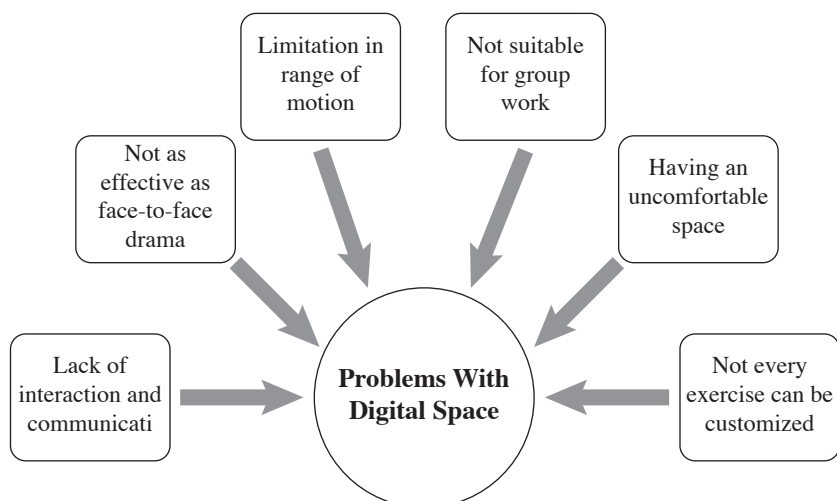 Limitation in
range of
motion
Not suitable
for group
work
Not as
effective as
face-to-face
drama
Having an
uncomfortable
space
Lack of
interaction and
communicati
Problems With
Digital Space
Not every
exercise can be
customized